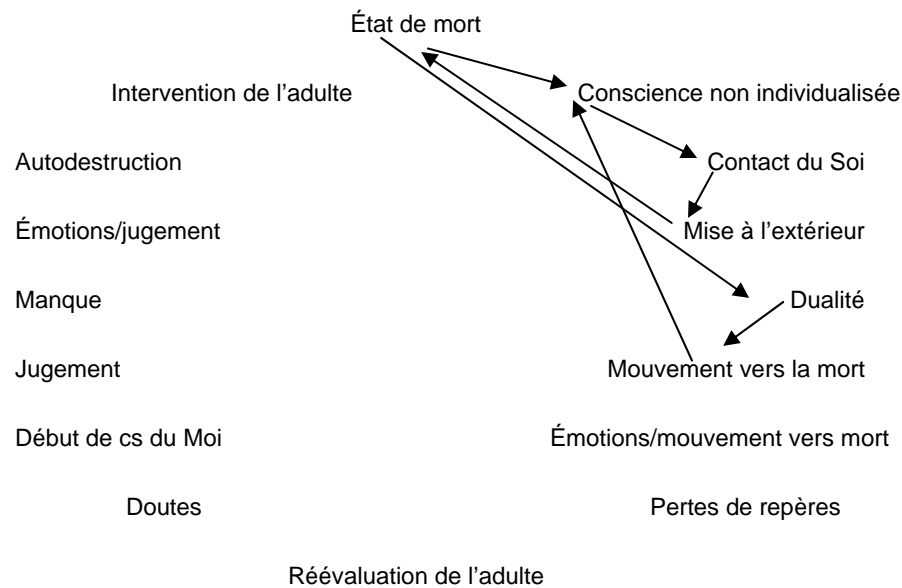 État de mort
Intervention de l’adulte Conscience non individualisée
Autodestruction Contact du Soi
Émotions/jugement Mise à l’extérieur
Manque Dualité
Jugement Mouvement vers la mort
Début de cs du Moi Émotions/mouvement vers mort
Doutes Pertes de repères
Réévaluation de l’adulte